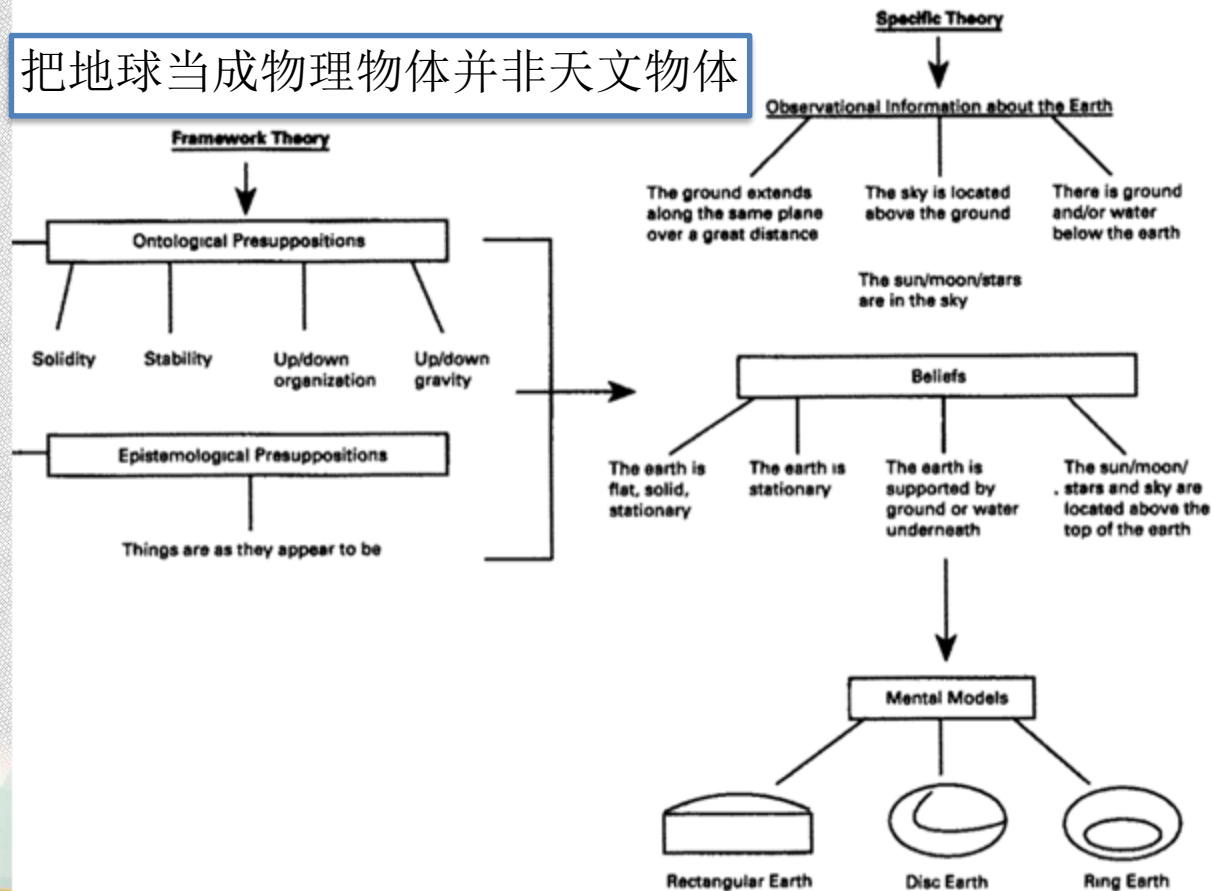 把地球当成物理物体并非天文物体
Framework Theory
Ontological Presuppositions
Solidity
Stability
Up/down
organization
Up/down
gravity
Epistemological Presuppositions
Things are as they appear to be
Specific Theory
Observational Information about the Earth
The ground extends
along the same plane
over a great distance
The sky is located
above the ground
There is ground
and/or water
below the earth
The sun/moon/stars
are in the sky
Beliefs
The earth is
flat, solid,
stationary
The earth is
stationary
The earth is
supported by
ground or water
underneath
The sun/moon/
stars and sky are
located above the
top of the earth
Mental Models
Rectangular Earth
Disc Earth
Ring Earth